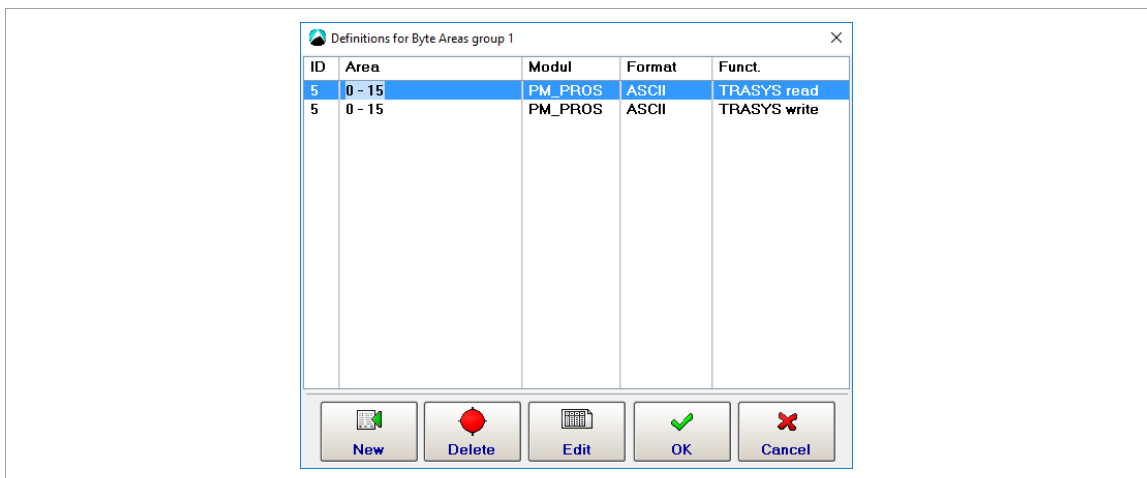 Definitions for Byte Areas group 1
ID Area Modul Format Funct.
5 0 - 15 PM_PROS ASCII TRASYS read
5 0 - 15 PM_PROS ASCII TRASYS write
New Delete Edit OK Cancel